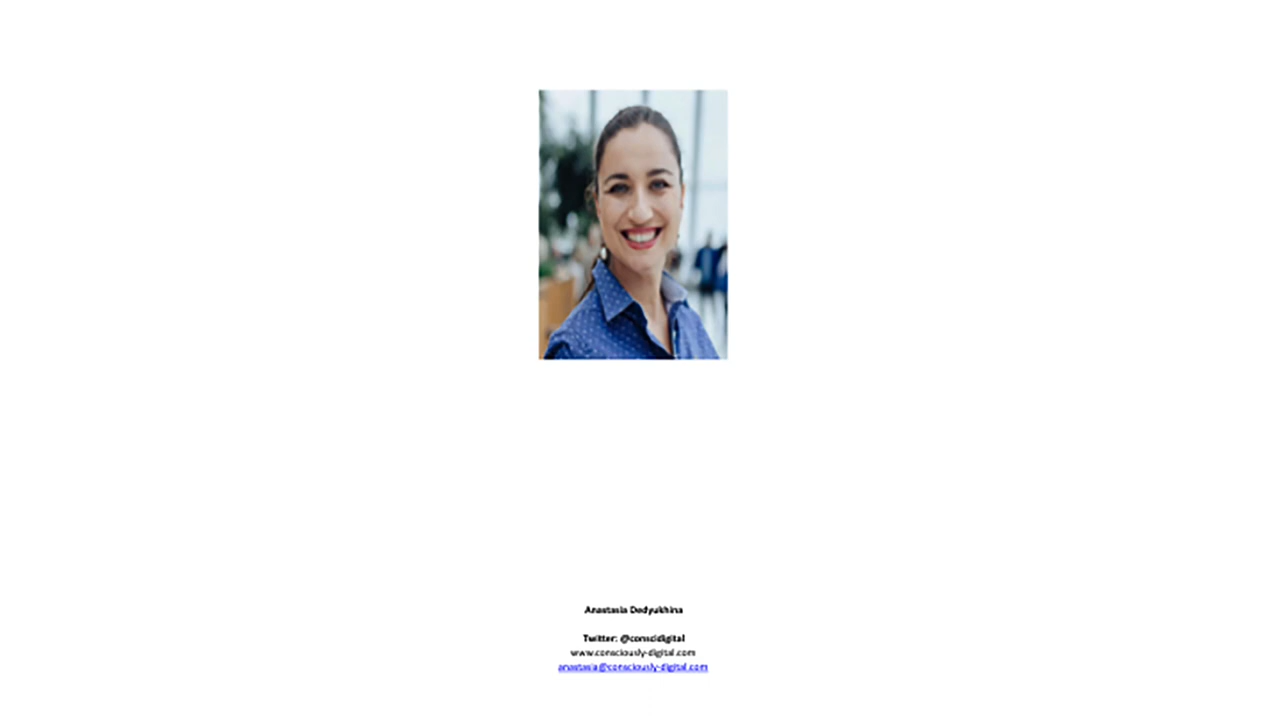 Anastasia Dedyukhina
Twitter: @conscidigital
www.consciously-digital.com
anastasia@consciously-digital.com